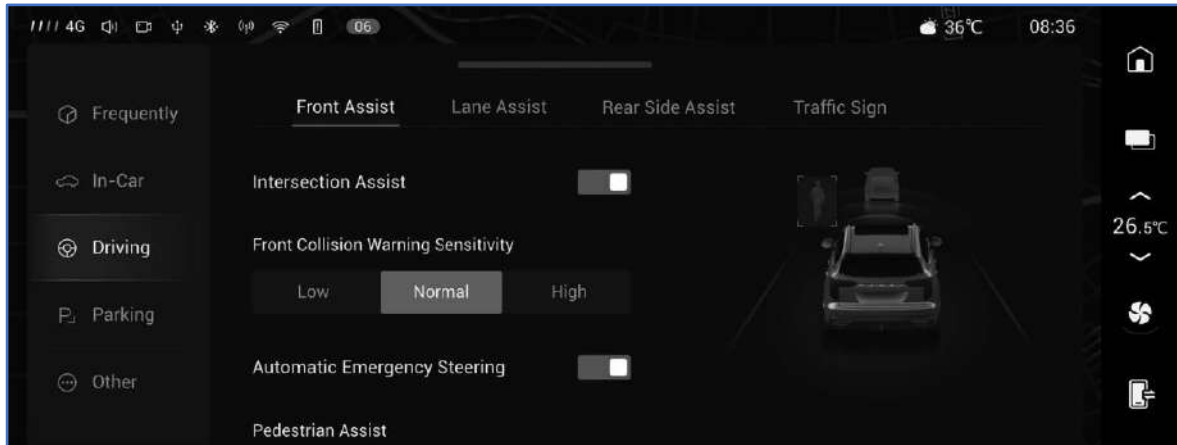 4G 06 36℃ 08:36
Front Assist Lane Assist Rear Side Assist Traffic Sign
Frequently
In-Car
Driving
Parking
Other
Intersection Assist
Front Collision Warning Sensitivity
Low Normal High
Automatic Emergency Steering
Pedestrian Assist
26.5℃